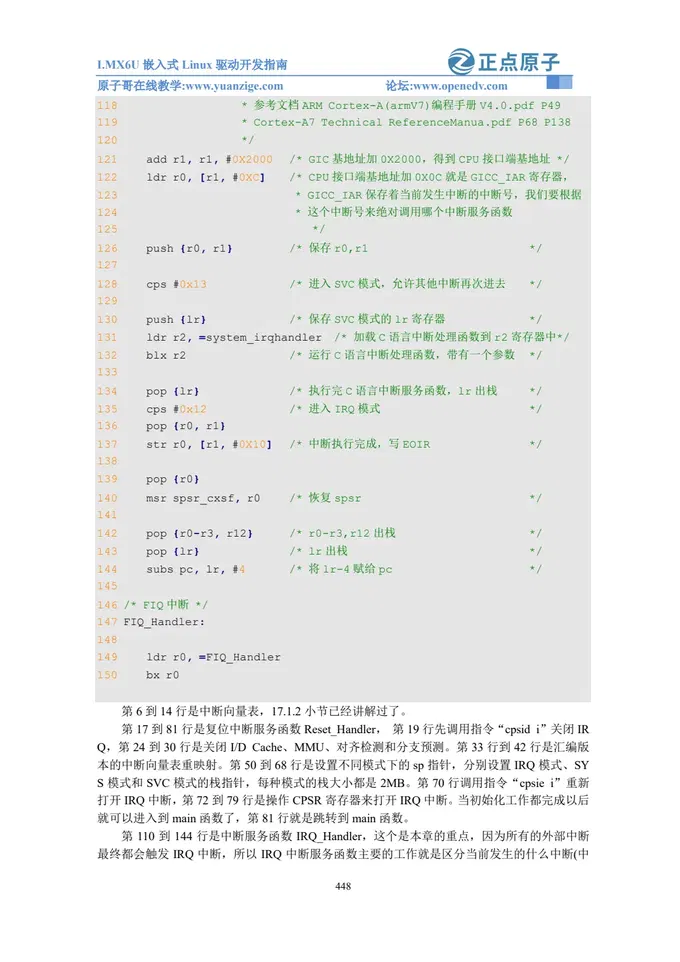 I.MX6U 嵌入式 Linux 驱动开发指南
正点原子
原子哥在线教学:www.yuanzige.com 论坛:www.openedv.com
118 * 参考文档 ARM Cortex-A(armV7)编程手册 V4.0.pdf P49
119 * Cortex-A7 Technical ReferenceManua.pdf P68 P138
120 */
121 add r1, r1, #0X2000 /* GIC 基地址加 0X2000，得到 CPU 接口端基地址 */
122 ldr r0, [r1, #0XC] /* CPU 接口端基地址加 0X0C 就是 GICC_IAR 寄存器，
123 * GICC_IAR 保存着当前发生中断的中断号，我们要根据
124 * 这个中断号来绝对调用哪个中断服务函数
125 */
126 push {r0, r1} /* 保存 r0,r1 */
127
128 cps #0x13 /* 进入 SVC 模式，允许其他中断再次进去 */
129
130 push {lr} /* 保存 SVC 模式的 lr 寄存器 */
131 ldr r2, =system_irqhandler /* 加载 C 语言中断处理函数到 r2 寄存器中*/
132 blx r2 /* 运行 C 语言中断处理函数，带有一个参数 */
133
134 pop {lr} /* 执行完 C 语言中断服务函数，lr 出栈 */
135 cps #0x12 /* 进入 IRQ 模式 */
136 pop {r0, r1}
137 str r0, [r1, #0X10] /* 中断执行完成，写 EOIR */
138
139 pop {r0}
140 msr spsr_cxsf, r0 /* 恢复 spsr */
141
142 pop {r0-r3, r12} /* r0-r3,r12 出栈 */
143 pop {lr} /* lr 出栈 */
144 subs pc, lr, #4 /* 将 lr-4 赋给 pc */
145
146 /* FIQ 中断 */
147 FIQ_Handler:
148
149 ldr r0, =FIQ_Handler
150 bx r0
第 6 到 14 行是中断向量表，17.1.2 小节已经讲解过了。
第 17 到 81 行是复位中断服务函数 Reset_Handler， 第 19 行先调用指令“cpsid i”关闭 IR
Q，第 24 到 30 行是关闭 I/D Cache、MMU、对齐检测和分支预测。第 33 行到 42 行是汇编版
本的中断向量表重映射。第 50 到 68 行是设置不同模式下的 sp 指针，分别设置 IRQ 模式、SY
S 模式和 SVC 模式的栈指针，每种模式的栈大小都是 2MB。第 70 行调用指令“cpsie i”重新
打开 IRQ 中断，第 72 到 79 行是操作 CPSR 寄存器来打开 IRQ 中断。当初始化工作都完成以后
就可以进入到 main 函数了，第 81 行就是跳转到 main 函数。
第 110 到 144 行是中断服务函数 IRQ_Handler，这个是本章的重点，因为所有的外部中断
最终都会触发 IRQ 中断，所以 IRQ 中断服务函数主要的工作就是区分当前发生的什么中断(中
448